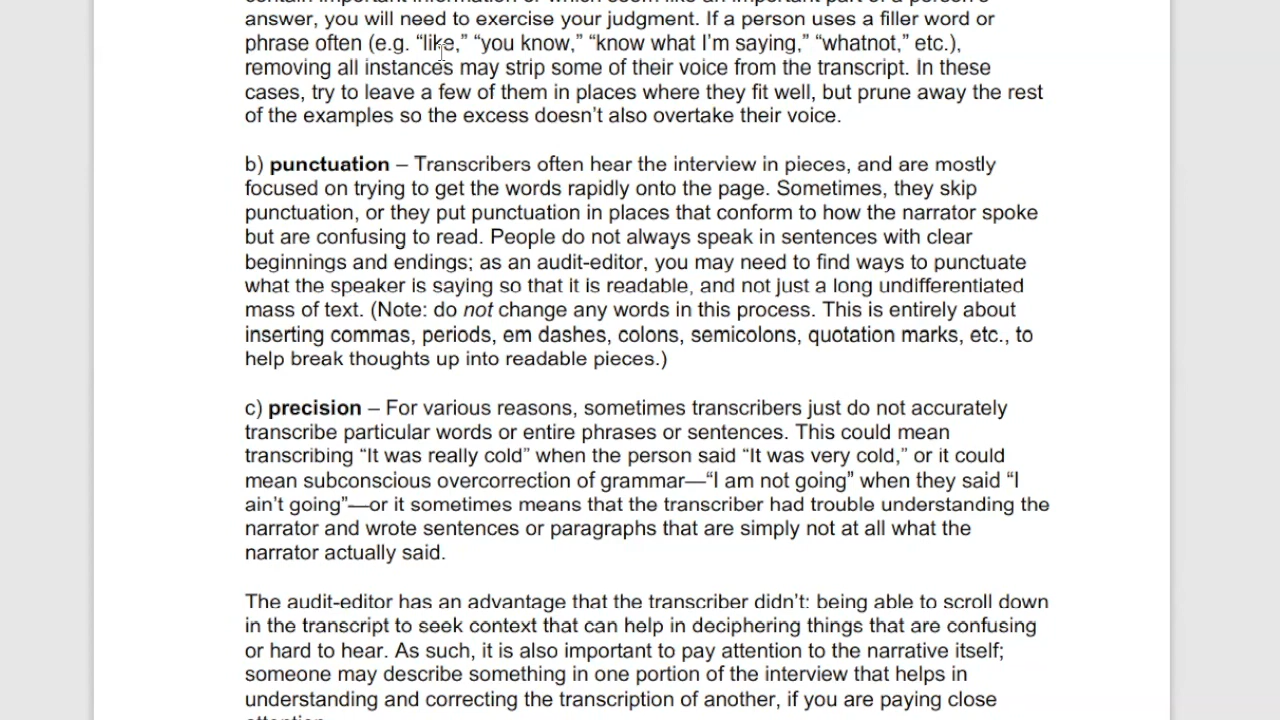 contain important information or which seem like an important part of a person's
answer, you will need to exercise your judgment. If a person uses a filler word or
phrase often (e.g. “like,” “you know,” “know what I’m saying,” “whatnot,” etc.),
removing all instances may strip some of their voice from the transcript. In these
cases, try to leave a few of them in places where they fit well, but prune away the rest
of the examples so the excess doesn’t also overtake their voice.
b) punctuation – Transcribers often hear the interview in pieces, and are mostly
focused on trying to get the words rapidly onto the page. Sometimes, they skip
punctuation, or they put punctuation in places that conform to how the narrator spoke
but are confusing to read. People do not always speak in sentences with clear
beginnings and endings; as an audit-editor, you may need to find ways to punctuate
what the speaker is saying so that it is readable, and not just a long undifferentiated
mass of text. (Note: do not change any words in this process. This is entirely about
inserting commas, periods, em dashes, colons, semicolons, quotation marks, etc., to
help break thoughts up into readable pieces.)
c) precision – For various reasons, sometimes transcribers just do not accurately
transcribe particular words or entire phrases or sentences. This could mean
transcribing “It was really cold” when the person said “It was very cold,” or it could
mean subconscious overcorrection of grammar—“I am not going” when they said “I
ain’t going”—or it sometimes means that the transcriber had trouble understanding the
narrator and wrote sentences or paragraphs that are simply not at all what the
narrator actually said.
The audit-editor has an advantage that the transcriber didn’t: being able to scroll down
in the transcript to seek context that can help in deciphering things that are confusing
or hard to hear. As such, it is also important to pay attention to the narrative itself;
someone may describe something in one portion of the interview that helps in
understanding and correcting the transcription of another, if you are paying close